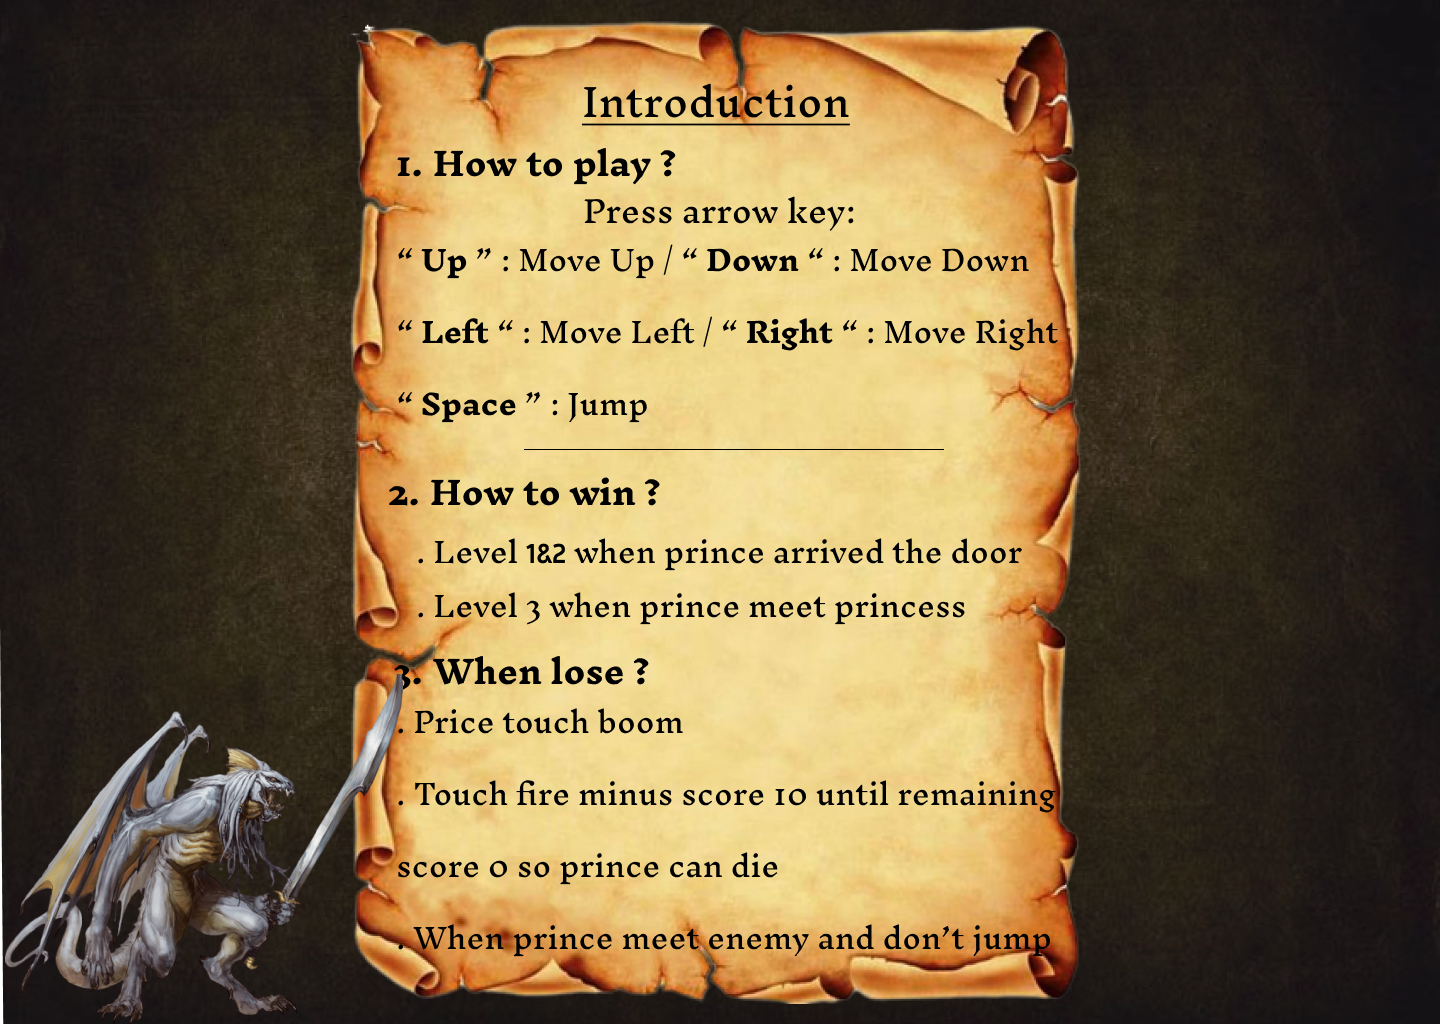 Introduction
1. How to play ?
Press arrow key:
“ Up ” : Move Up / “ Down “ : Move Down
“ Left “ : Move Left / “ Right “ : Move Right
“ Space ” : Jump
2. How to win ?
. Level 1&2 when prince arrived the door
. Level 3 when prince meet princess
3. When lose ?
. Price touch boom
. Touch fire minus score 10 until remaining
score 0 so prince can die
. When prince meet enemy and don’t jump